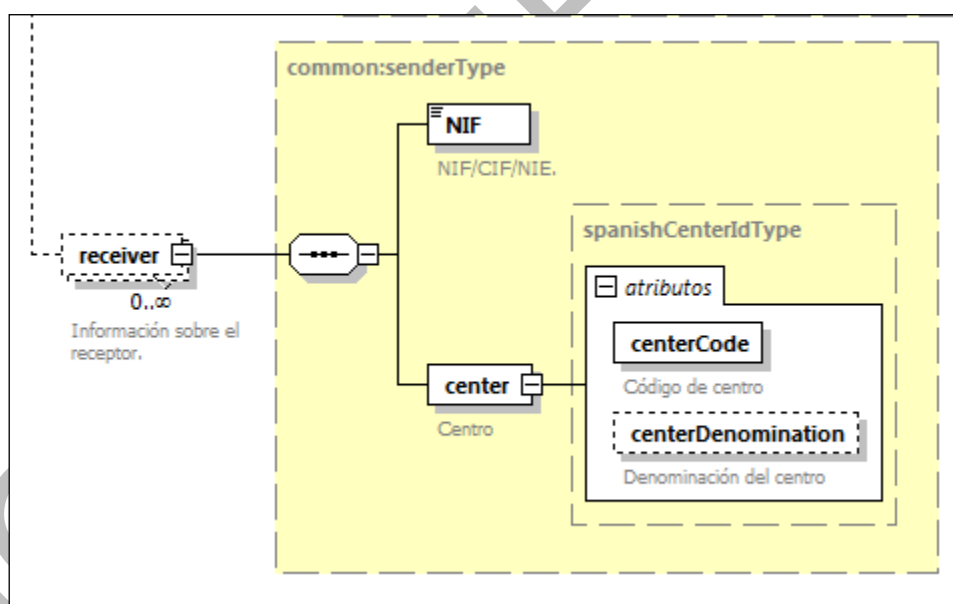 common:senderType
NIF
NIF/CIF/NIE.
spanishCenterIdType
receiver
0..∞
Información sobre el
receptor.
atributos
centerCode
Código de centro
center
Centro
centerDenomination
Denominación del centro